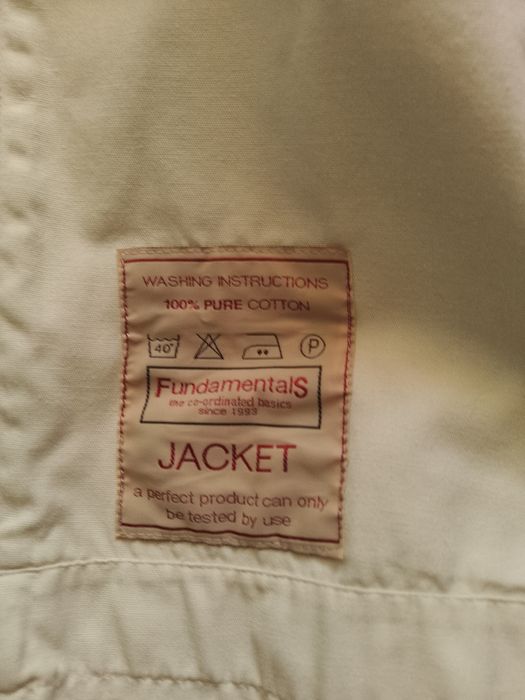 WASHING INSTRUCTIONS
100% PURE COTTON
40° P
FundamentalS
the co-ordinated basics
since 1993
JACKET
a perfect product can only
be tested by use